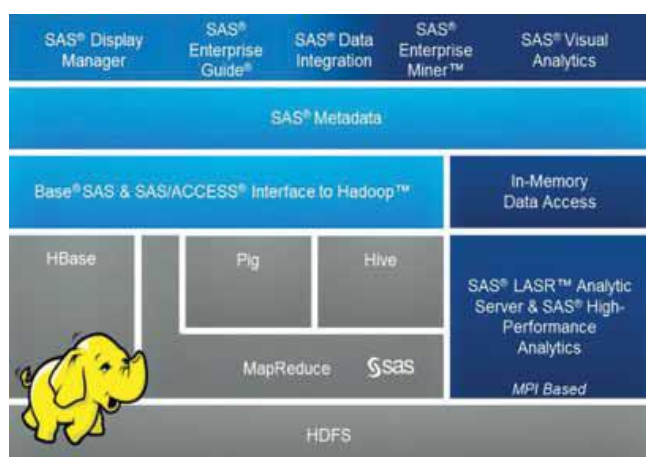 SAS® Display
Manager
SAS®
Enterprise
Guide®
SAS® Data
Integration
SAS®
Enterprise
Miner™
SAS® Visual
Analytics
SAS® Metadata
Base® SAS & SAS/ACCESS® Interface to Hadoop™
In-Memory
Data Access
HBase
Pig
Hive
SAS® LASR™ Analytic
Server & SAS® High-
Performance
Analytics
MPI Based
MapReduce
sas
HDFS